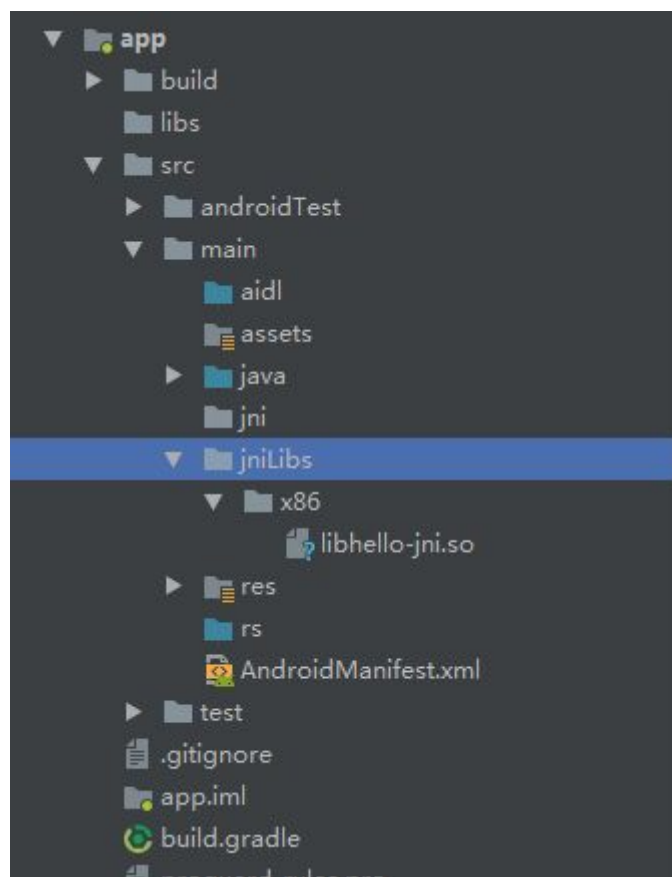 app
build
libs
src
androidTest
main
aidl
assets
java
jni
jniLibs
x86
libhello-jni.so
res
rs
AndroidManifest.xml
test
.gitignore
app.iml
build.gradle